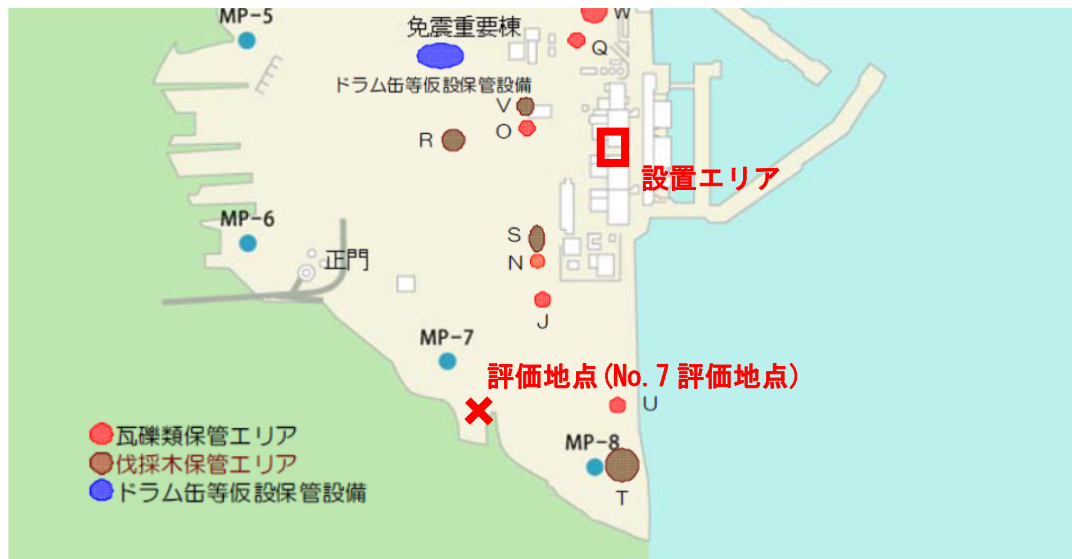 W
MP-5
免震重要棟
Q
ドラム缶等仮設保管設備
V
O
R
設置エリア
MP-6
S
正門
N
J
MP-7
評価地点(No.7評価地点)
U
瓦礫類保管エリア
MP-8
伐採木保管エリア
ドラム缶等仮設保管設備
T